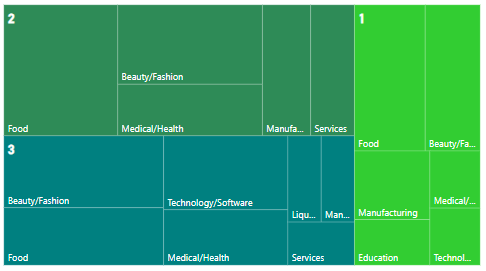 2
Food
Beauty/Fashion
Medical/Health
Manufa...
Services
3
Beauty/Fashion
Food
Technology/Software
Medical/Health
Liqu...
Man...
Services
1
Food
Beauty/Fa...
Manufacturing
Education
Medical/...
Technol...